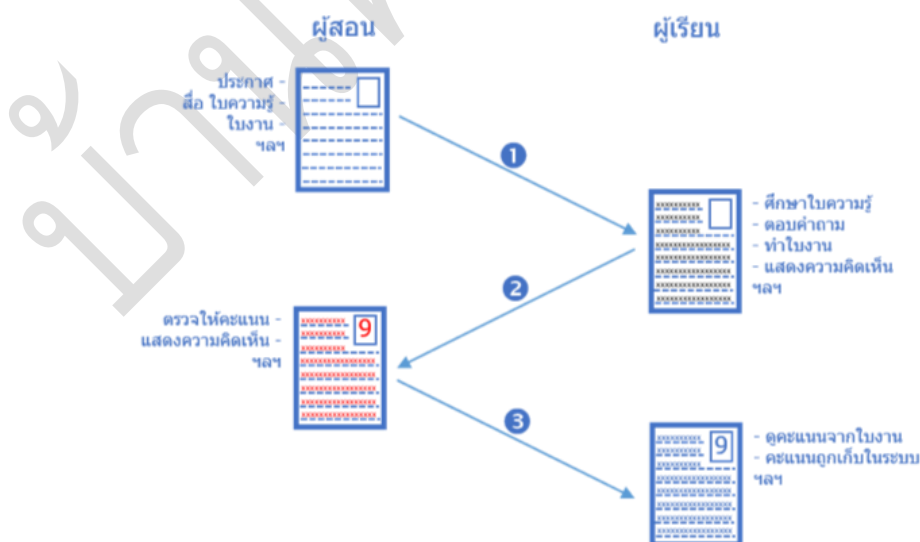 ผู้สอน
ผู้เรียน
ประกาศ -
สื่อ ใบความรู้ -
ใบงาน -
ฯลฯ
❶
- ศึกษาใบความรู้
- ตอบคำถาม
- ทำใบงาน
- แสดงความคิดเห็น
ฯลฯ
❷
ตรวจให้คะแนน -
แสดงความคิดเห็น -
ฯลฯ
9
❸
9
- ดูคะแนนจากใบงาน
- คะแนนถูกเก็บในระบบ
ฯลฯ